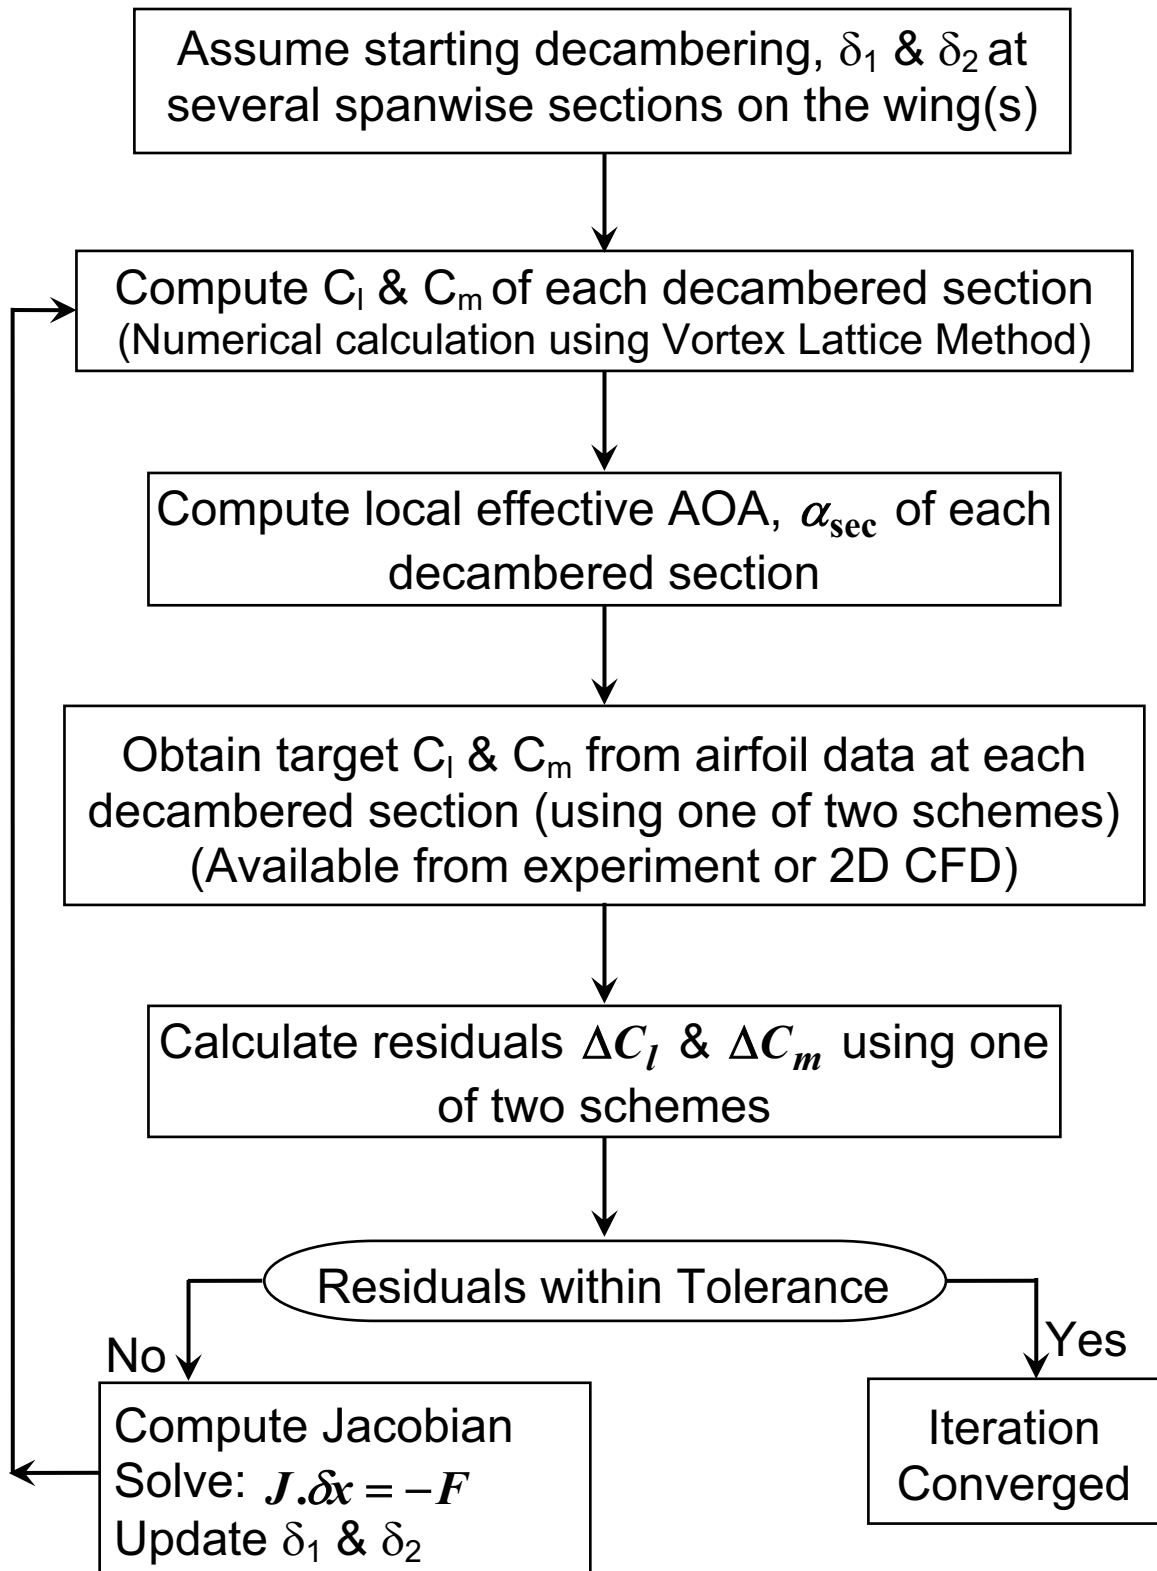 Assume starting decambering, δ₁ & δ₂ at
several spanwise sections on the wing(s)
Compute Cₗ & Cₘ of each decambered section
(Numerical calculation using Vortex Lattice Method)
Compute local effective AOA, α_sec of each
decambered section
Obtain target Cₗ & Cₘ from airfoil data at each
decambered section (using one of two schemes)
(Available from experiment or 2D CFD)
Calculate residuals ΔCₗ & ΔCₘ using one
of two schemes
Residuals within Tolerance
No
Yes
Compute Jacobian
Solve: J.δx = −F
Update δ₁ & δ₂
Iteration
Converged